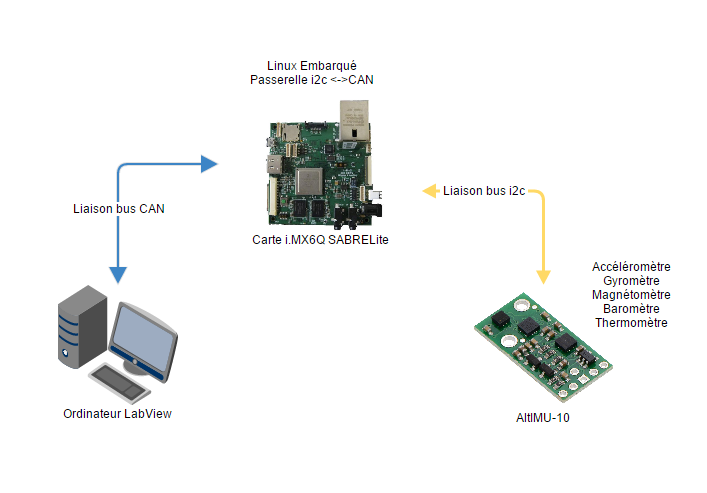 Linux Embarqué
Passerelle i2c <->CAN
Liaison bus CAN
Liaison bus i2c
Carte i.MX6Q SABRELite
Accéléromètre
Gyromètre
Magnétomètre
Baromètre
Thermomètre
Ordinateur LabView
AltIMU-10